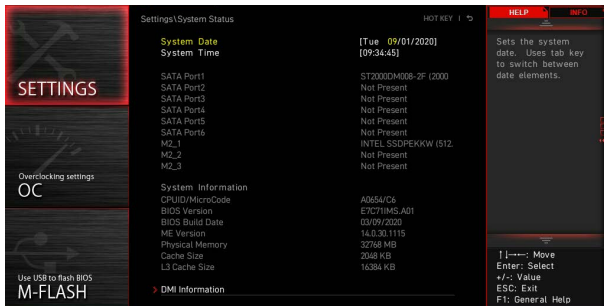 SETTINGS
Overclocking settings
OC
Use USB to flash BIOS
M-FLASH
Settings\System Status
HOT KEY
System Date [Tue 09/01/2020]
System Time [09:34:45]
SATA Port1 ST2000DM008-2F (2000
SATA Port2 Not Present
SATA Port3 Not Present
SATA Port4 Not Present
SATA Port5 Not Present
SATA Port6 Not Present
M2_1 INTEL SSDPEKKW (512.
M2_2 Not Present
M2_3 Not Present
System Information
CPUID/MicroCode A0654/C6
BIOS Version E7C71IMS.A01
BIOS Build Date 03/09/2020
ME Version 14.0.30.1115
Physical Memory 32768 MB
Cache Size 2048 KB
L3 Cache Size 16384 KB
> DMI Information
HELP
INFO
Sets the system
date. Uses tab key
to switch between
date elements.
↑↓→←: Move
Enter: Select
+/-: Value
ESC: Exit
F1: General Help